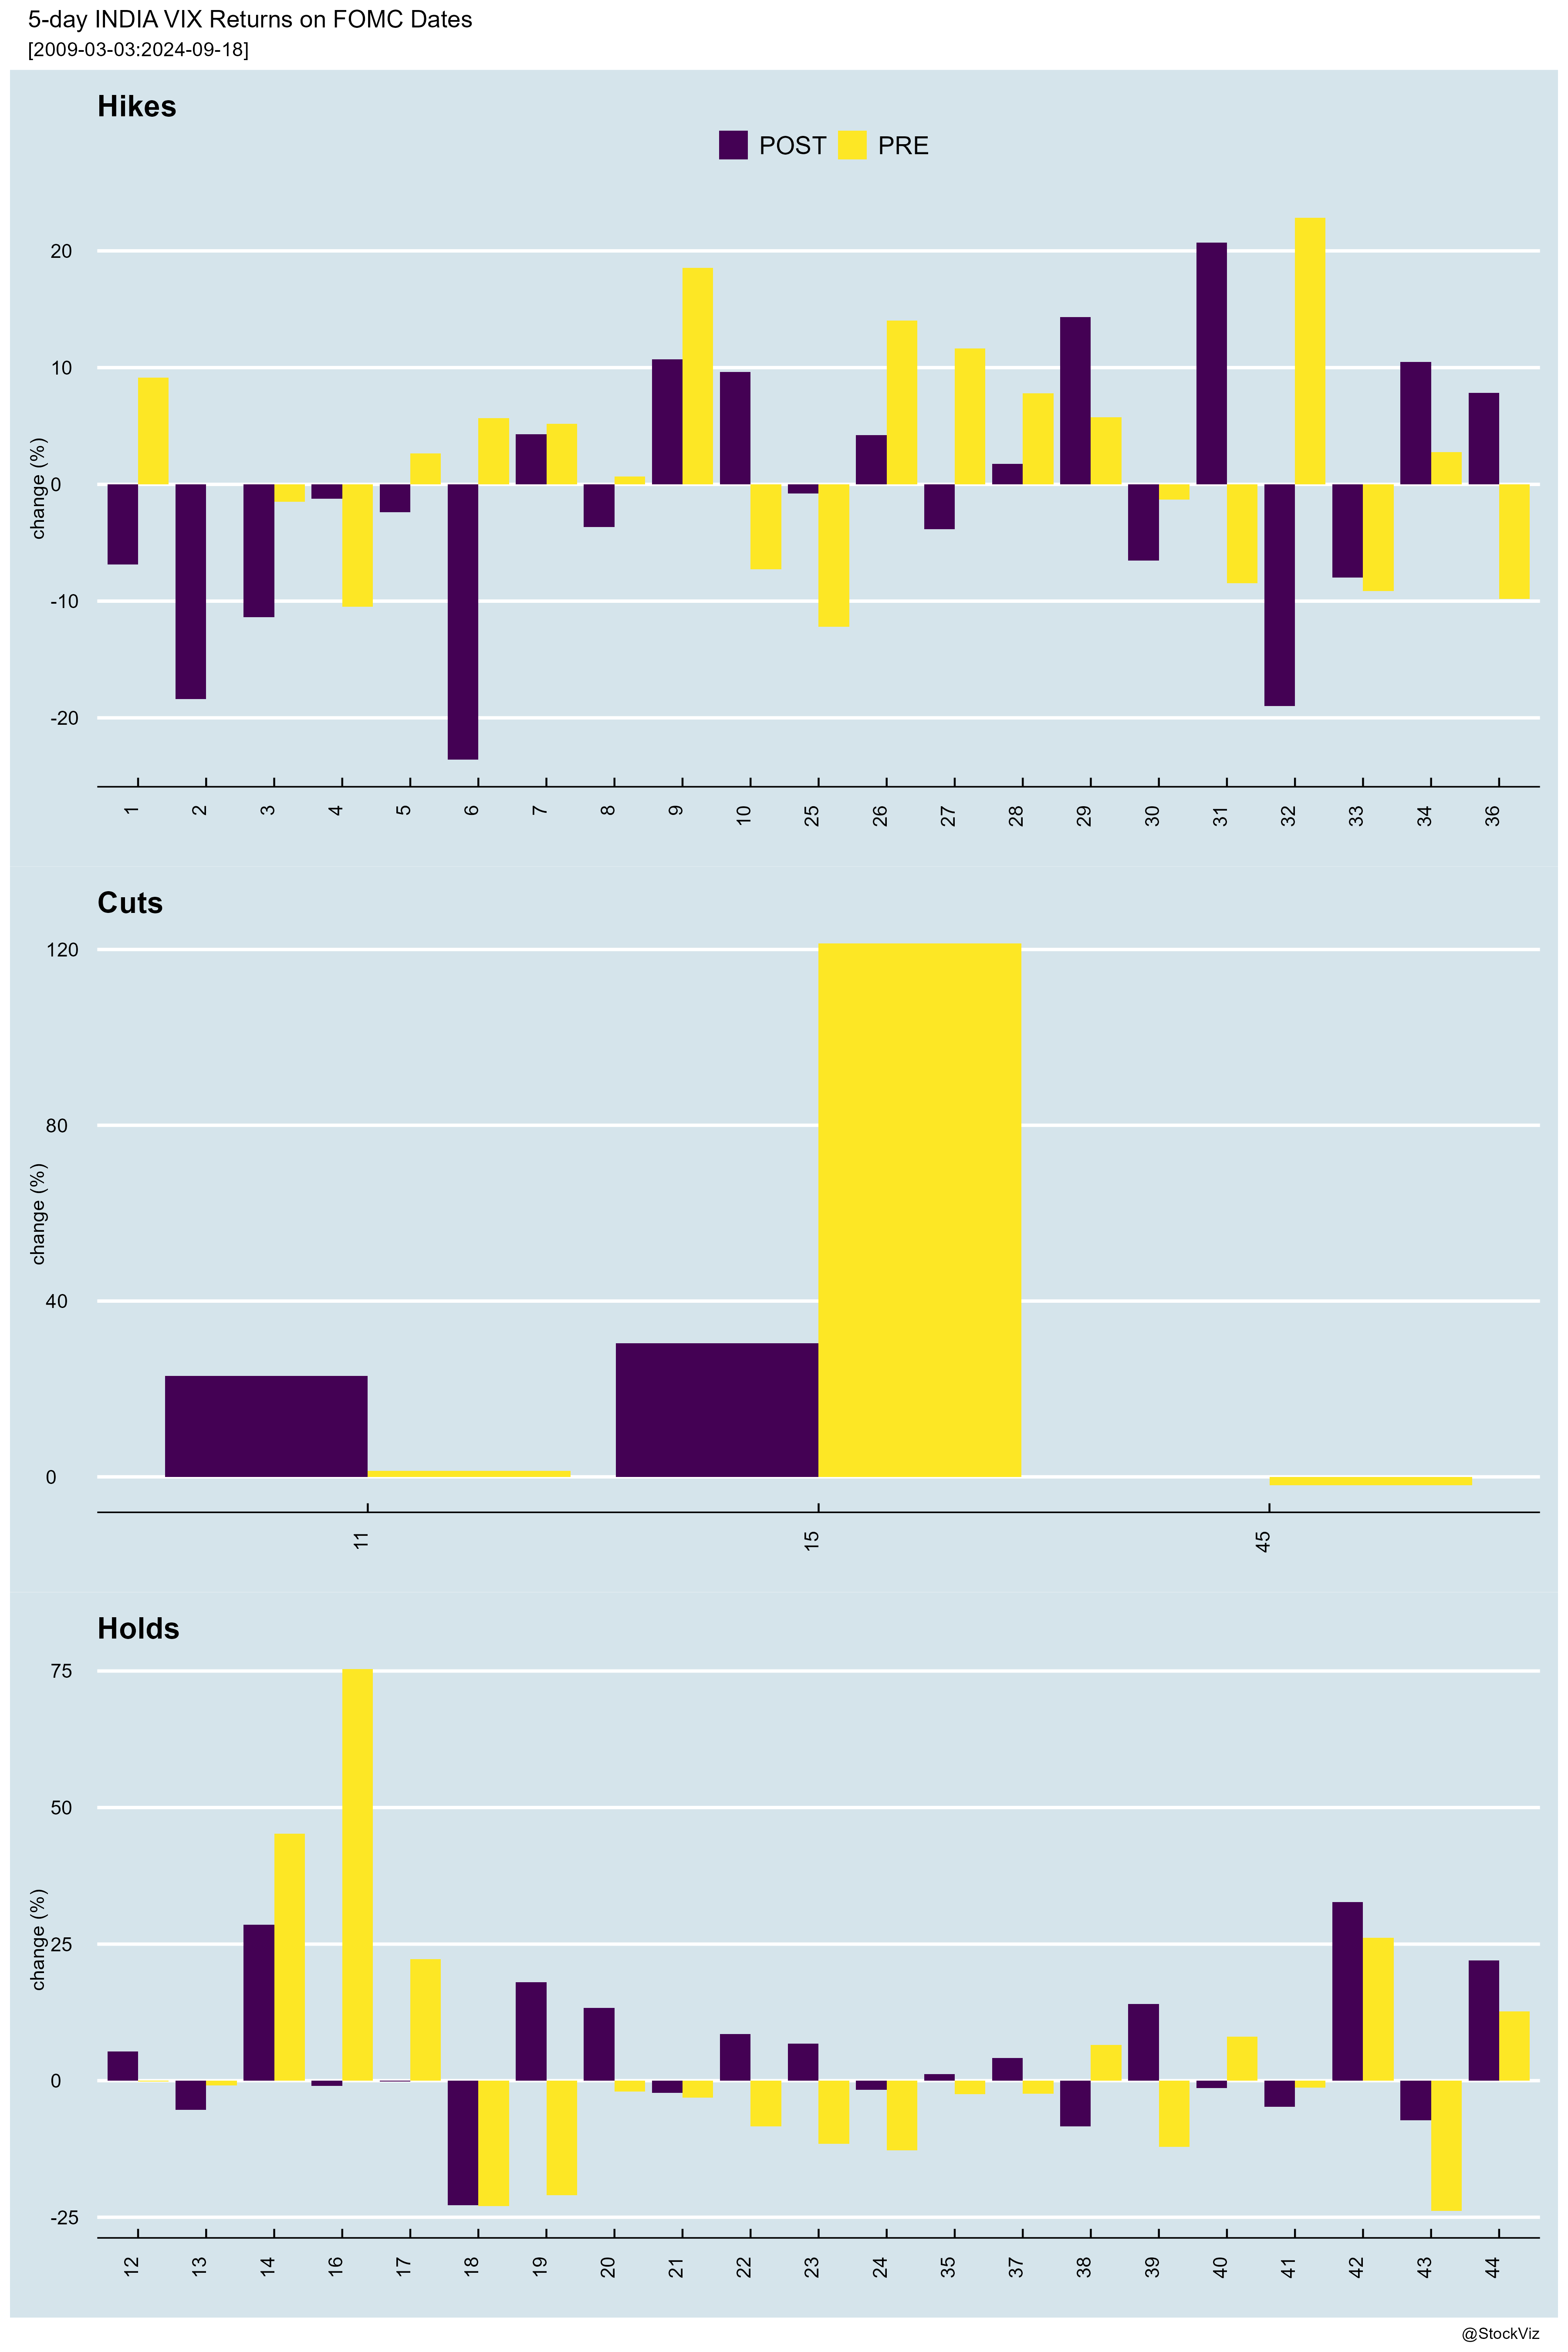 5-day INDIA VIX Returns on FOMC Dates
[2009-03-03:2024-09-18]
Hikes
POST PRE
change (%)
20
10
0
-10
-20
1 2 3 4 5 6 7 8 9 10 25 26 27 28 29 30 31 32 33 34 36
Cuts
change (%)
120
80
40
0
11 15 45
Holds
change (%)
75
50
25
0
-25
12 13 14 16 17 18 19 20 21 22 23 24 35 37 38 39 40 41 42 43 44
@StockViz